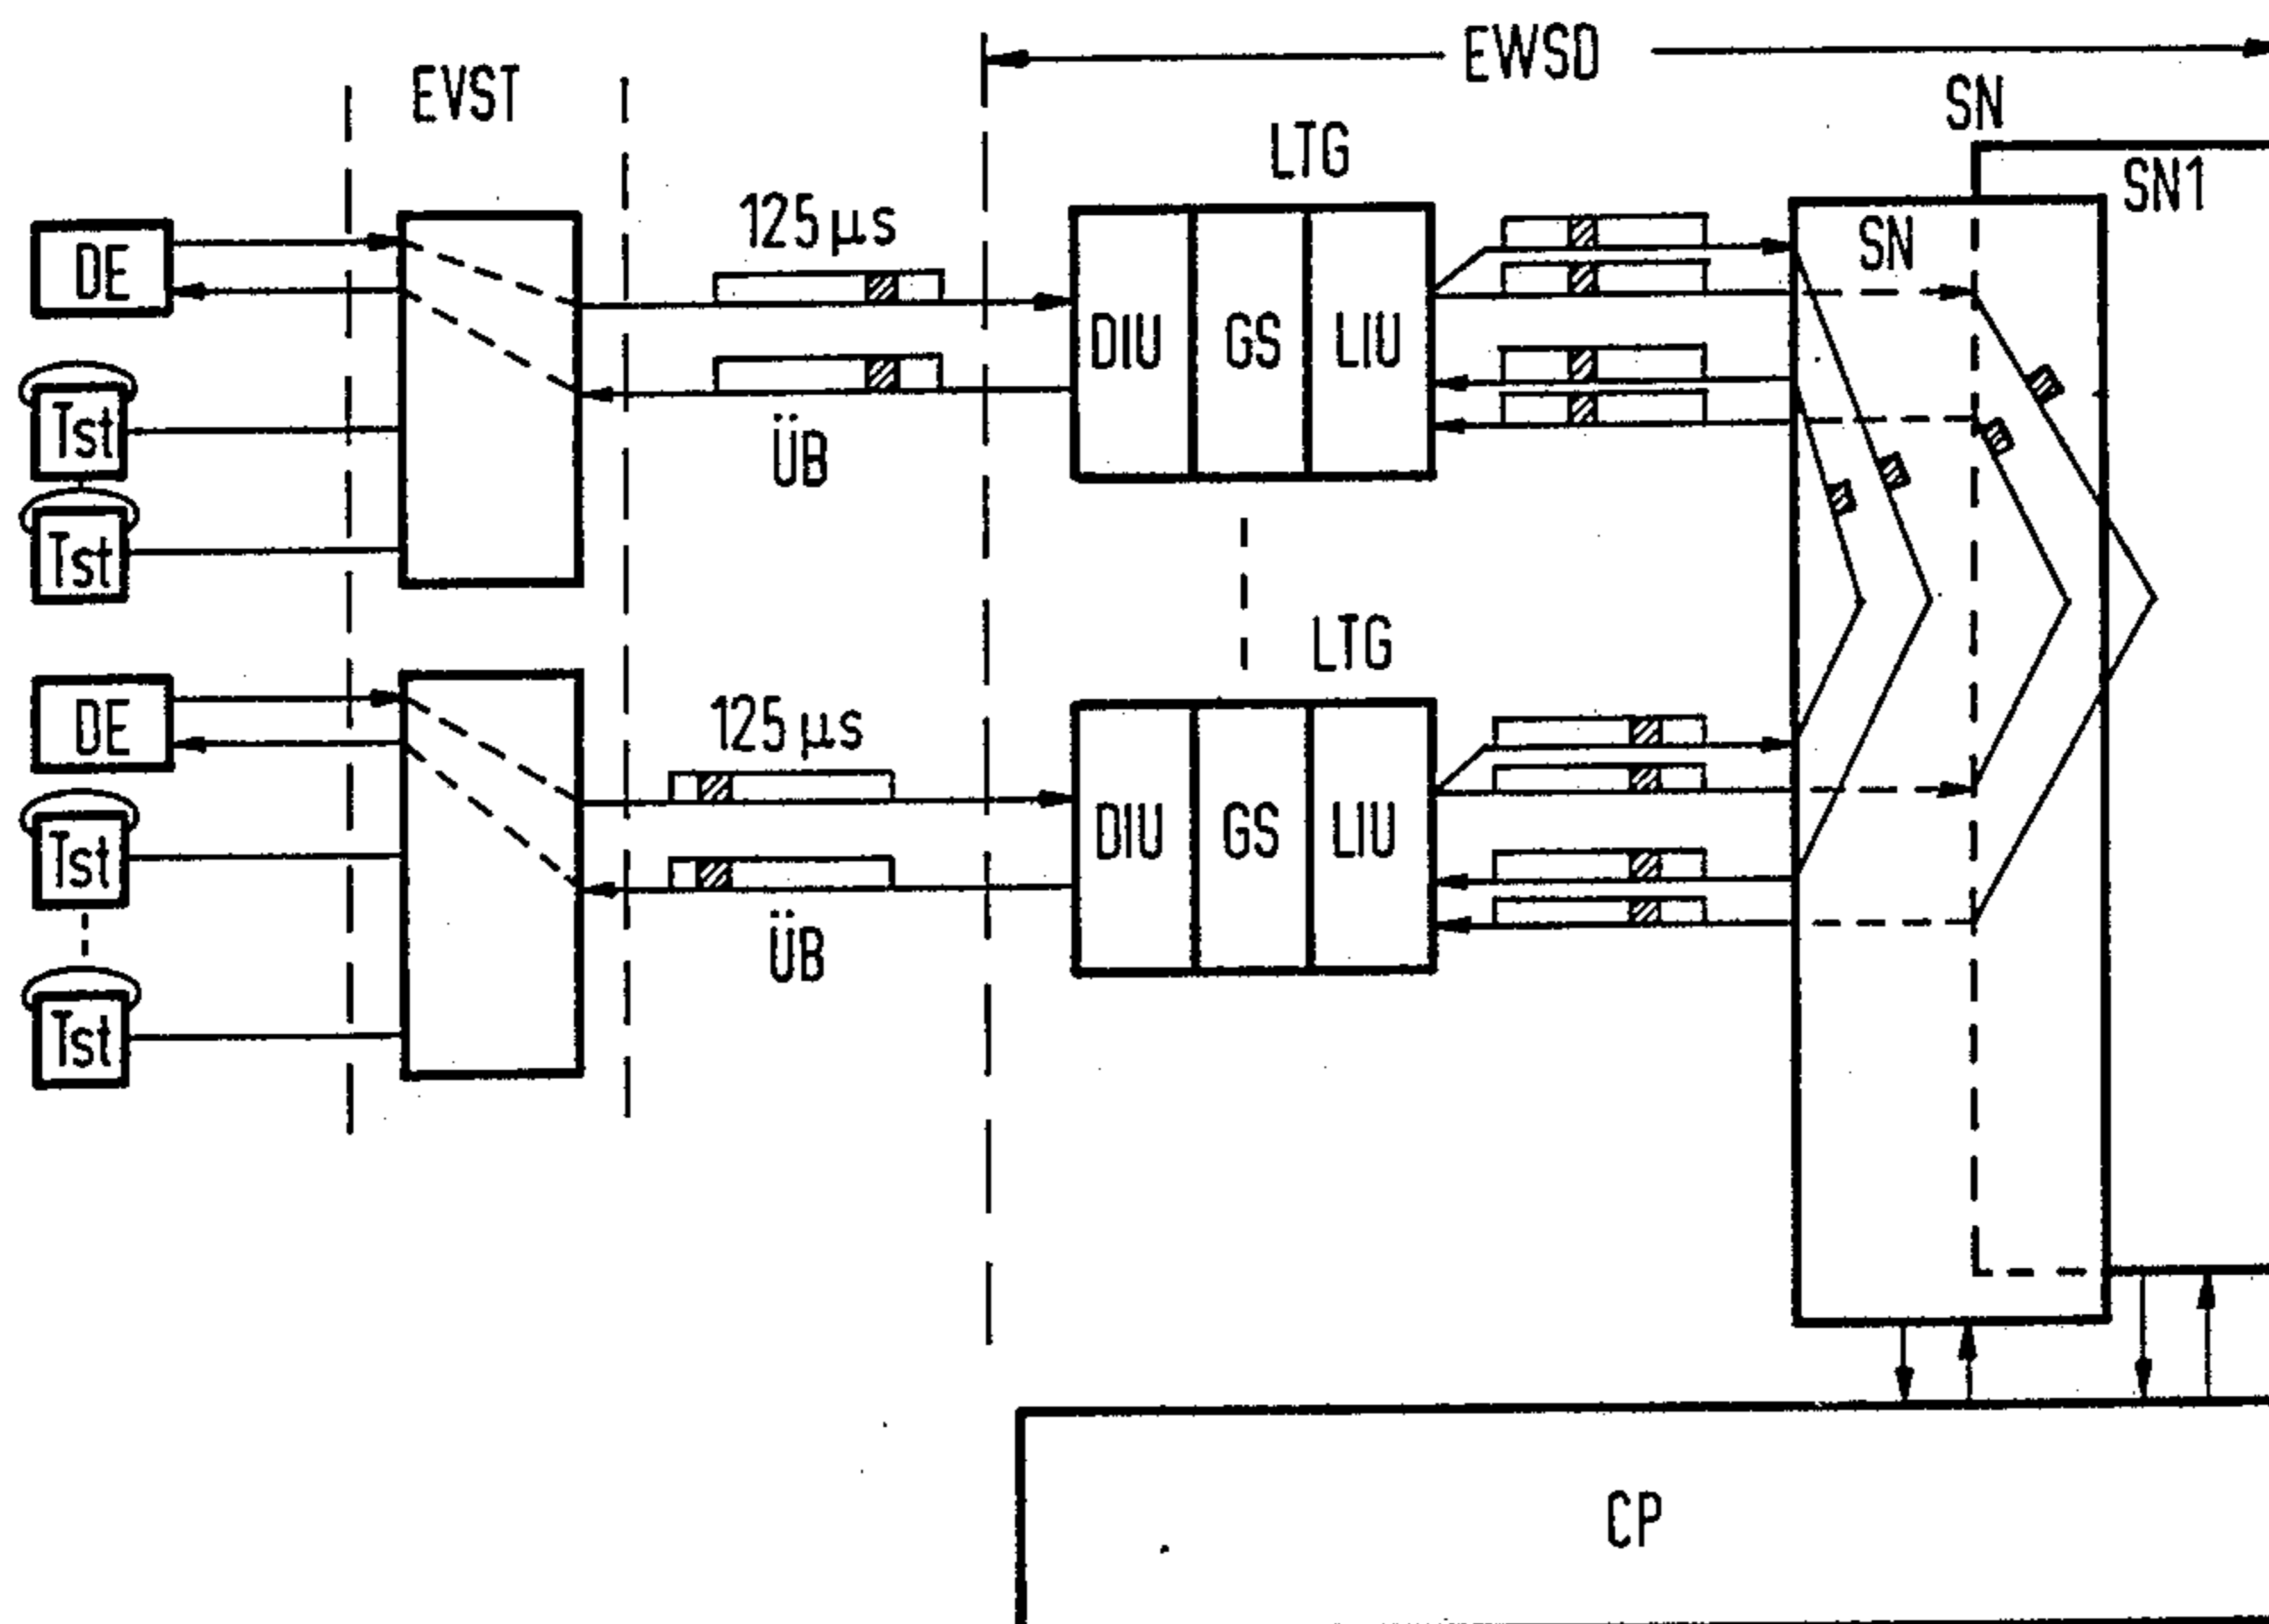 EWSD
EVST
SN
LTG
SN1
125 µs
SN
DE
DIU
GS
LIU
Tst
ÜB
Tst
LTG
DE
125 µs
DIU
GS
LIU
Tst
ÜB
Tst
CP